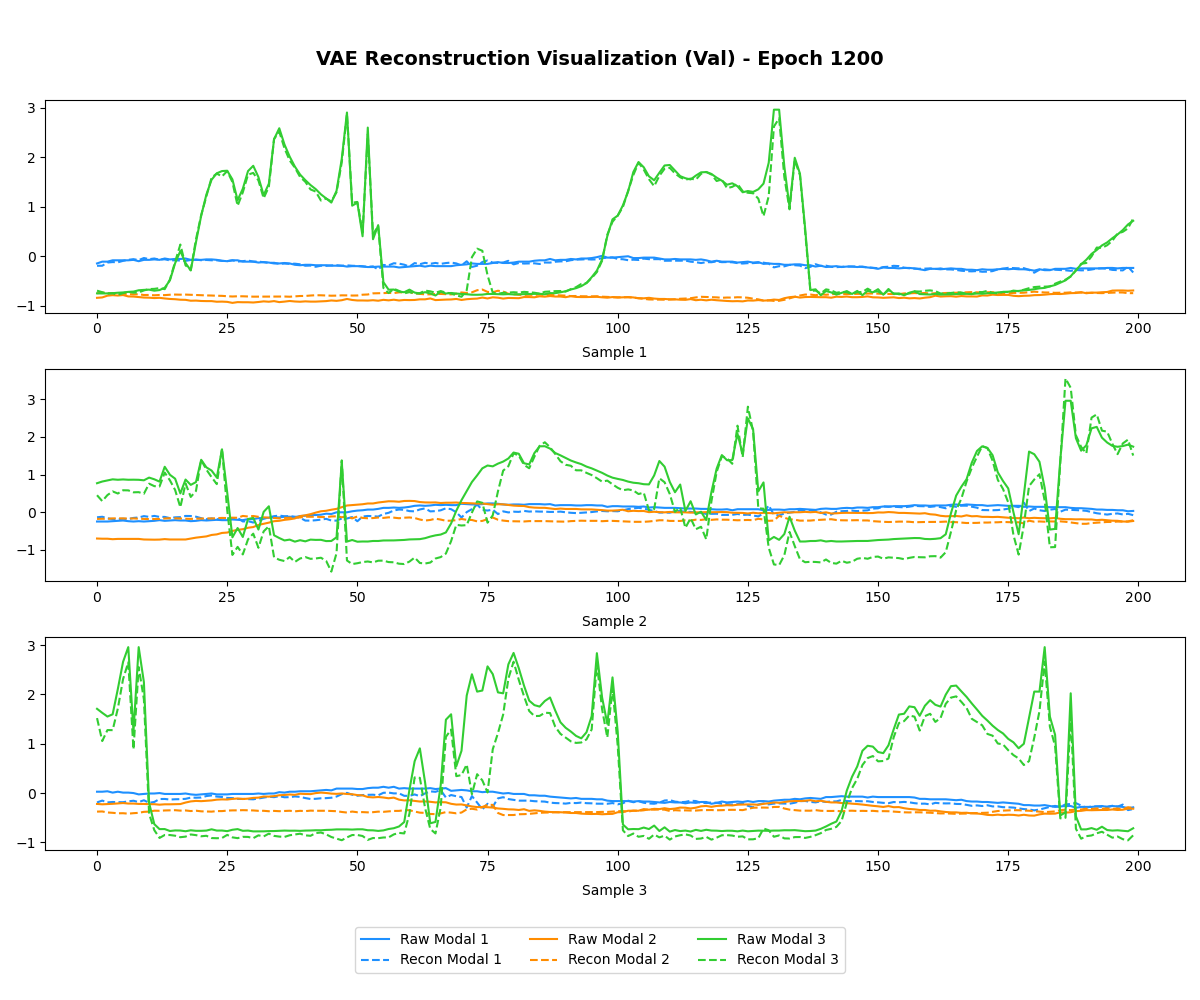 VAE Reconstruction Visualization (Val) - Epoch 1200
3
2
1
0
−1
0 25 50 75 100 125 150 175 200
Sample 1
3
2
1
0
−1
0 25 50 75 100 125 150 175 200
Sample 2
3
2
1
0
−1
0 25 50 75 100 125 150 175 200
Sample 3
Raw Modal 1 Raw Modal 2 Raw Modal 3
Recon Modal 1 Recon Modal 2 Recon Modal 3